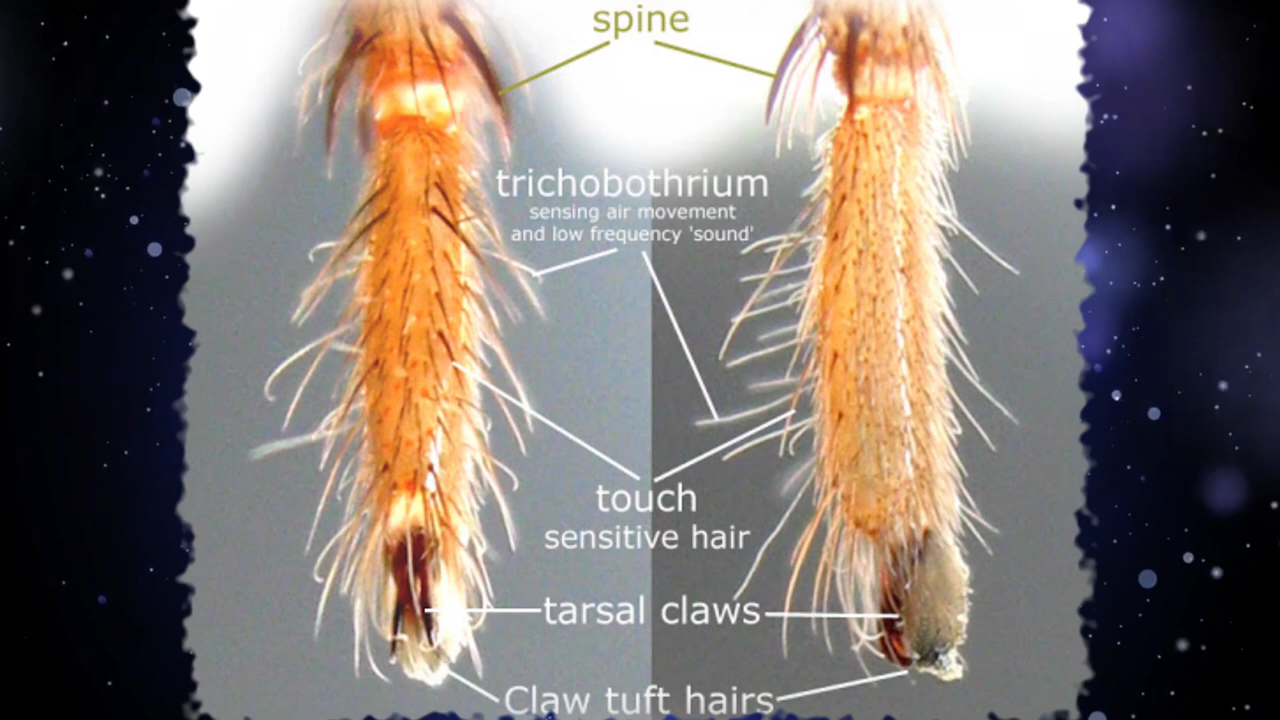 spine
trichobothrium
sensing air movement
and low frequency 'sound'
touch
sensitive hair
tarsal claws
Claw tuft hairs